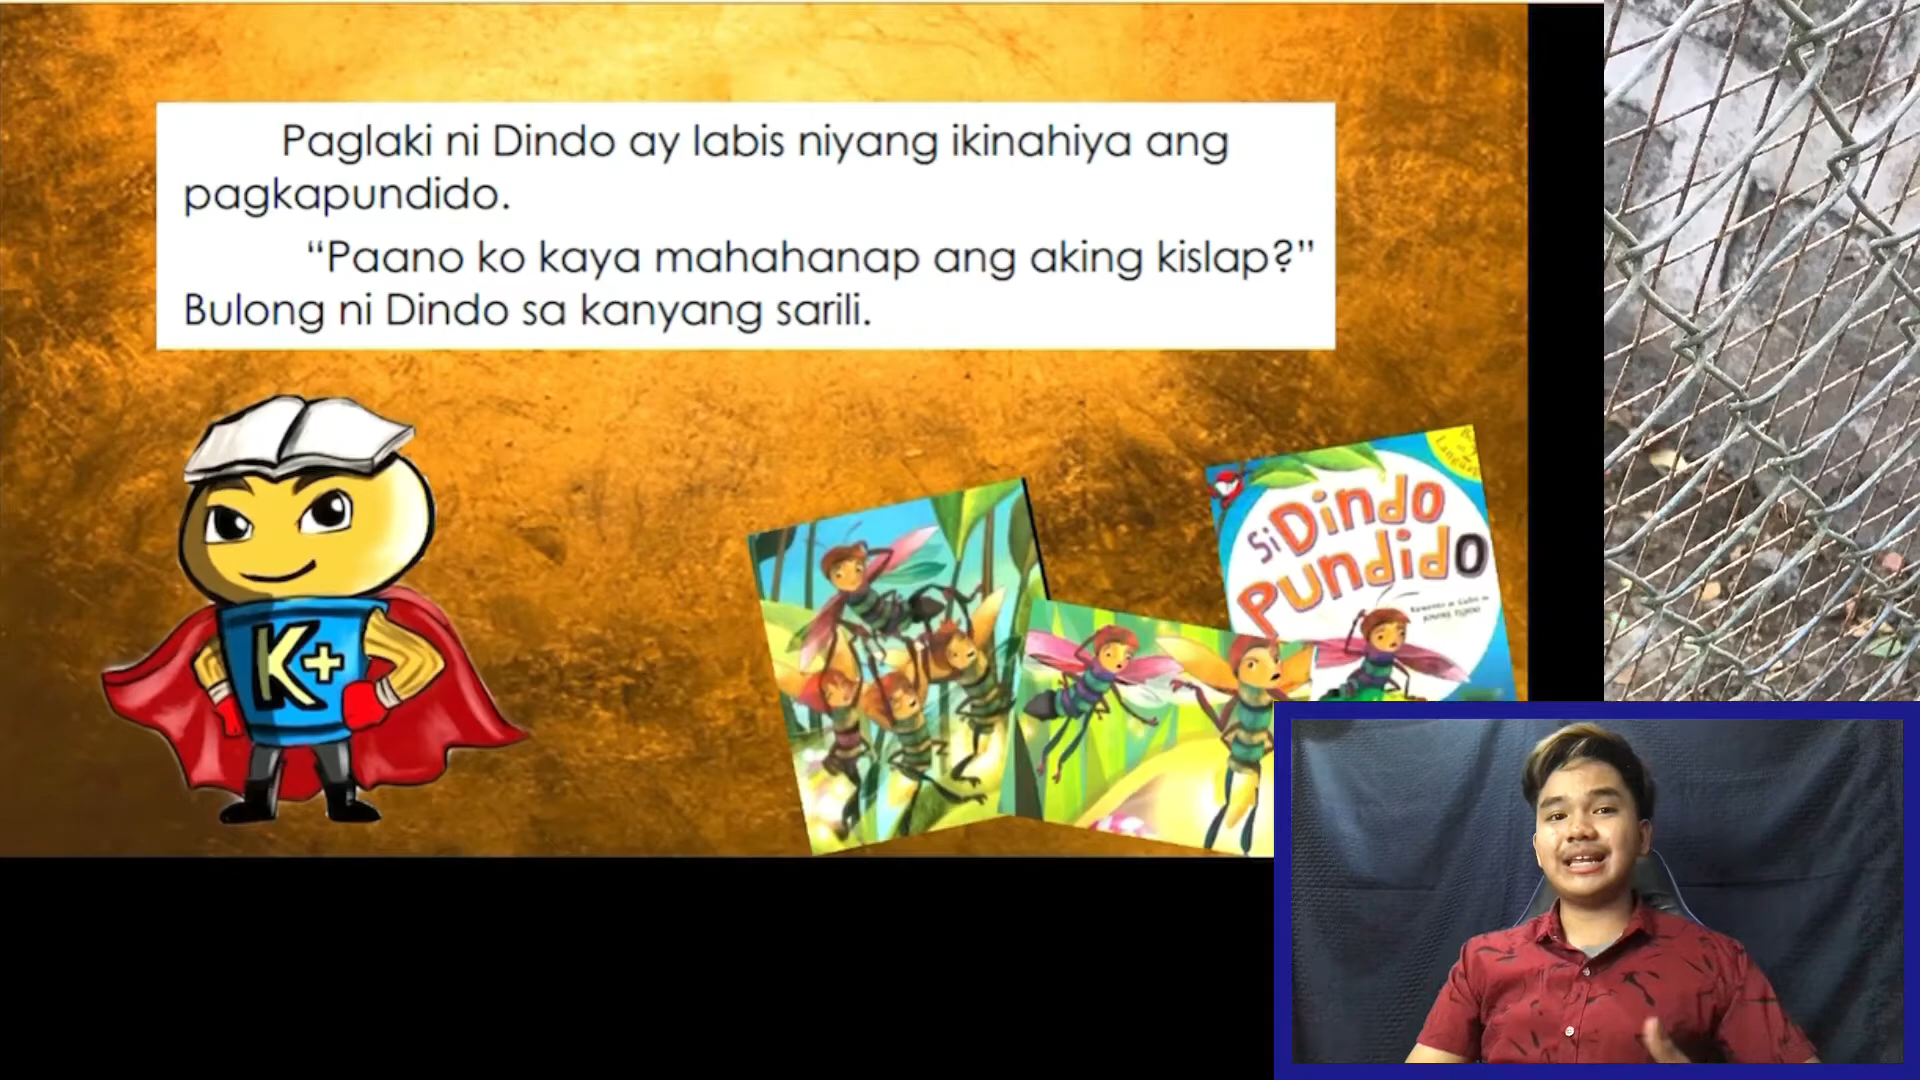 Paglaki ni Dindo ay labis niyang ikinahiya ang
pagkapundido.
“Paano ko kaya mahahanap ang aking kislap?”
Bulong ni Dindo sa kanyang sarili.
K+
Si Dindo
Pundido